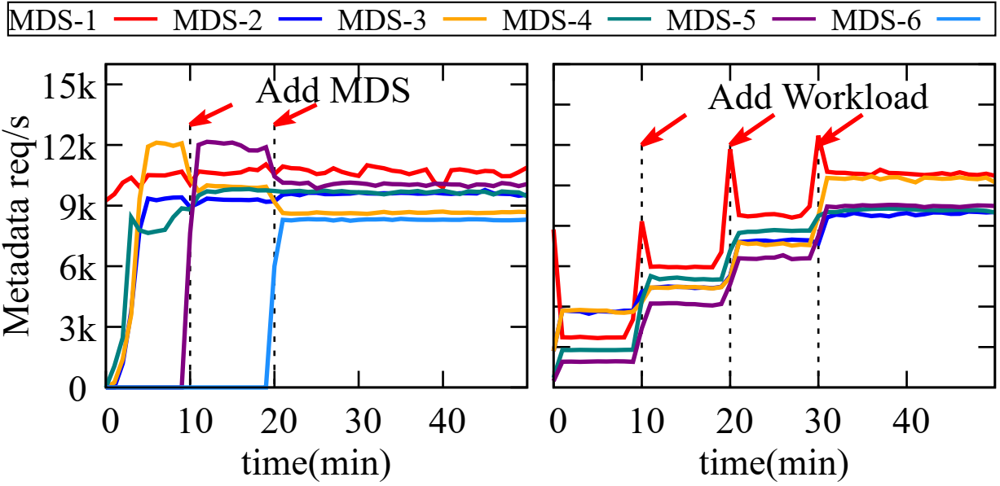 MDS-1 MDS-2 MDS-3 MDS-4 MDS-5 MDS-6
Add MDS
Add Workload
Metadata req/s
15k
12k
9k
6k
3k
0
0 10 20 30 40
0 10 20 30 40
time(min)
time(min)